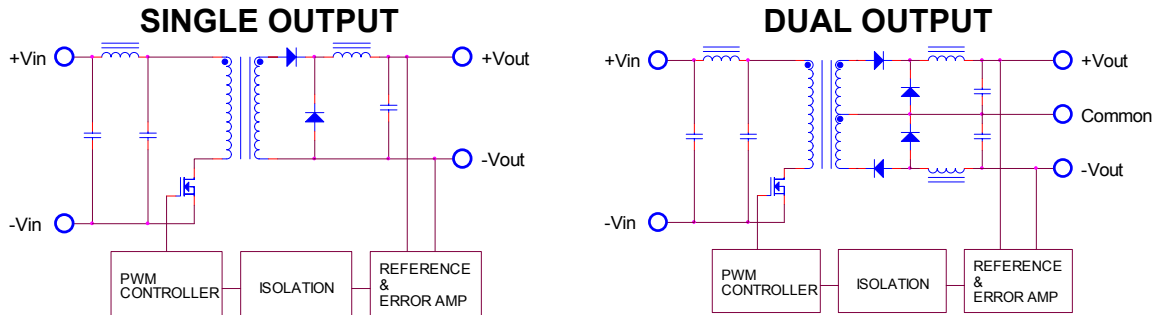 SINGLE OUTPUT
+Vin
+Vout
-Vout
-Vin
PWM
CONTROLLER
ISOLATION
REFERENCE
&
ERROR AMP
DUAL OUTPUT
+Vin
+Vout
Common
-Vout
-Vin
PWM
CONTROLLER
ISOLATION
REFERENCE
&
ERROR AMP